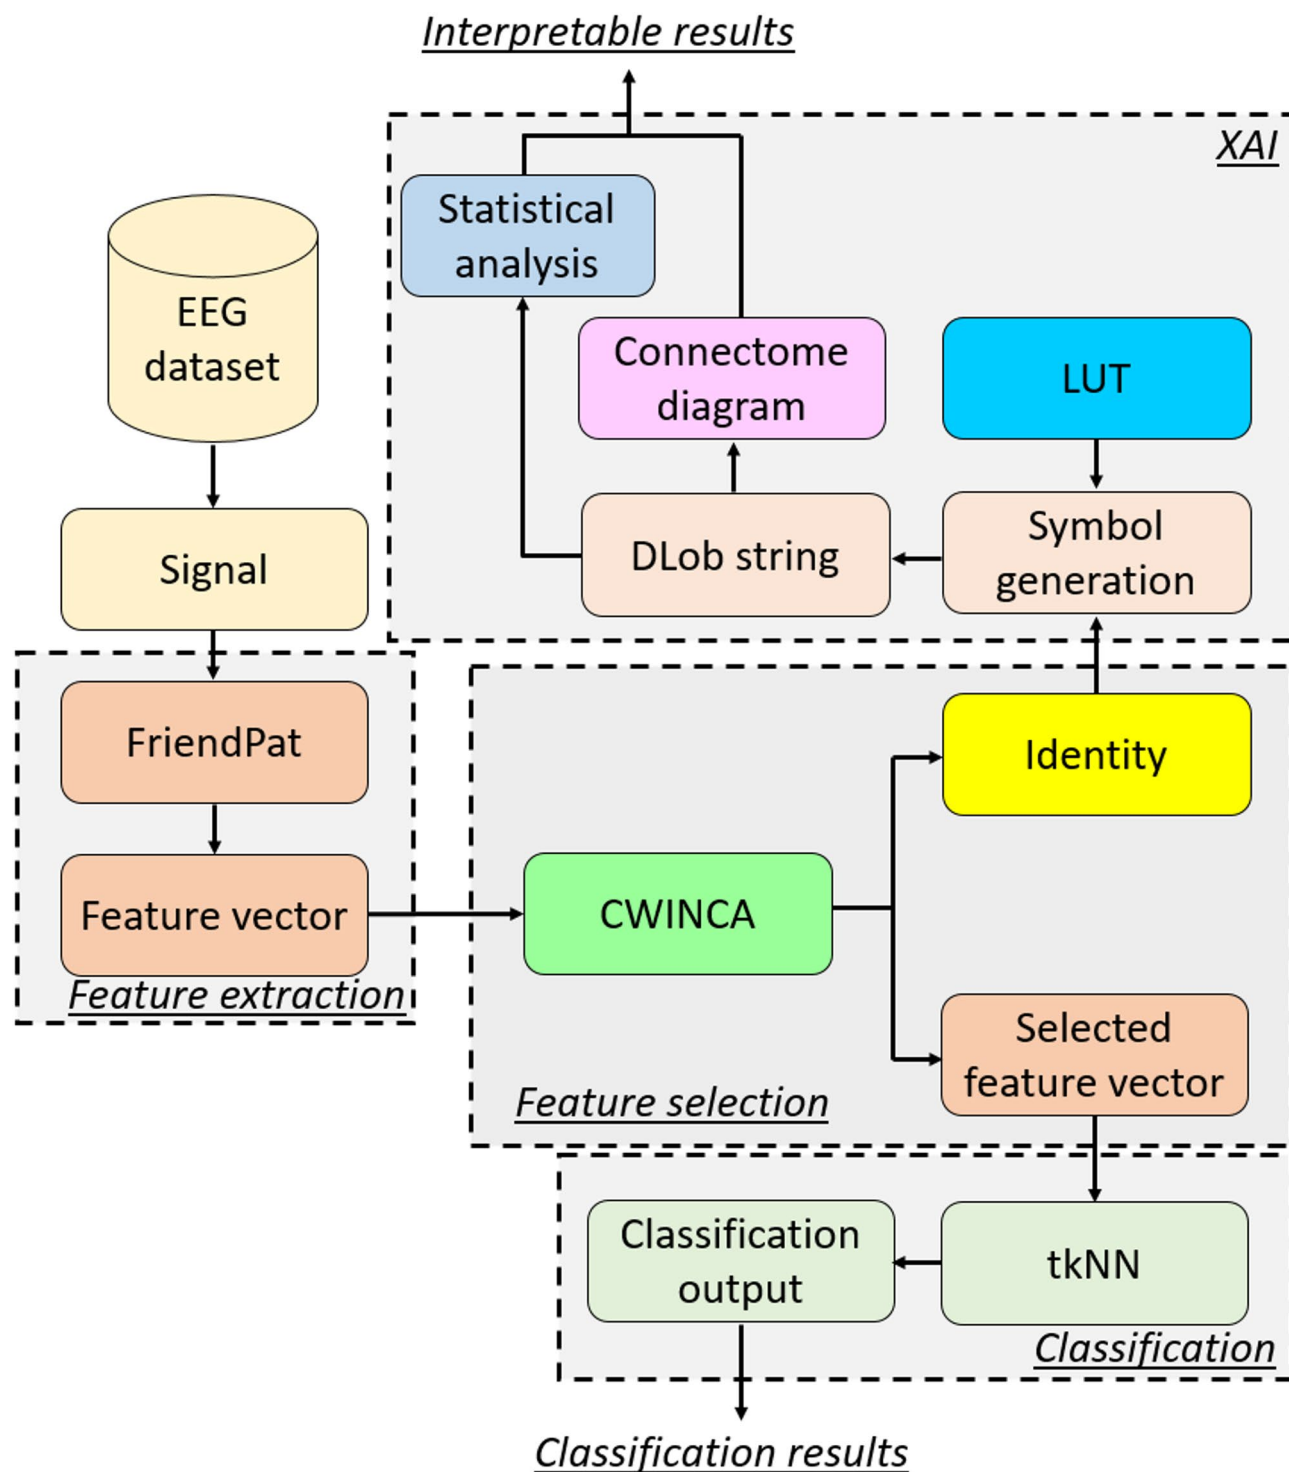 Interpretable results
XAI
Statistical
analysis
EEG
dataset
Connectome
diagram
LUT
Signal
DLob string
Symbol
generation
FriendPat
Identity
Feature vector
CWINCA
Feature extraction
Selected
feature vector
Feature selection
Classification
output
tkNN
Classification
Classification results